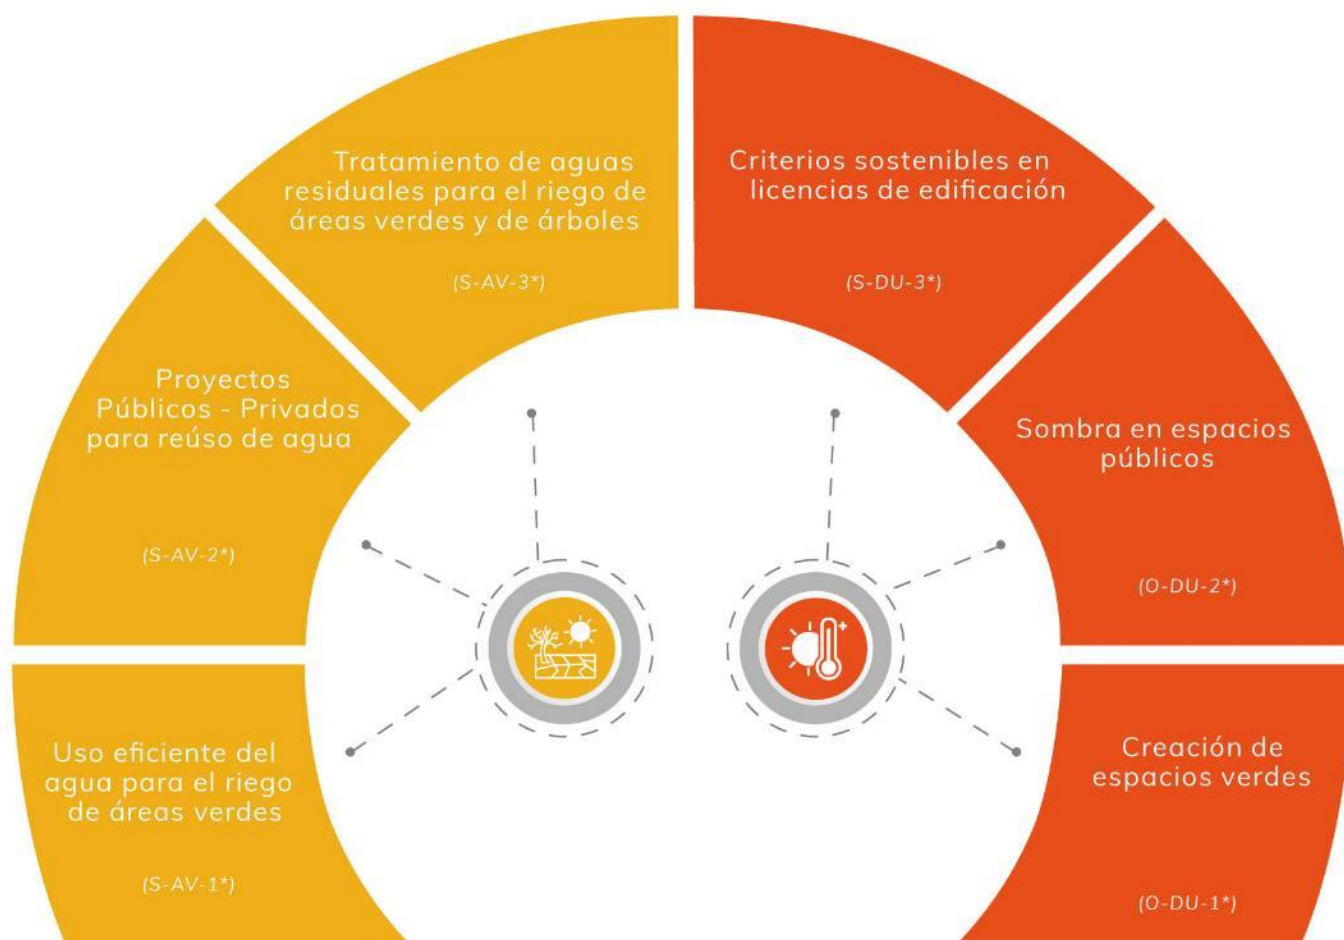 Tratamiento de aguas
residuales para el riego de
áreas verdes y de árboles
(S-AV-3*)
Criterios sostenibles en
licencias de edificación
(S-DU-3*)
Proyectos
Públicos - Privados
para reúso de agua
(S-AV-2*)
Sombra en espacios
públicos
(O-DU-2*)
Uso eficiente del
agua para el riego
de áreas verdes
(S-AV-1*)
Creación de
espacios verdes
(O-DU-1*)